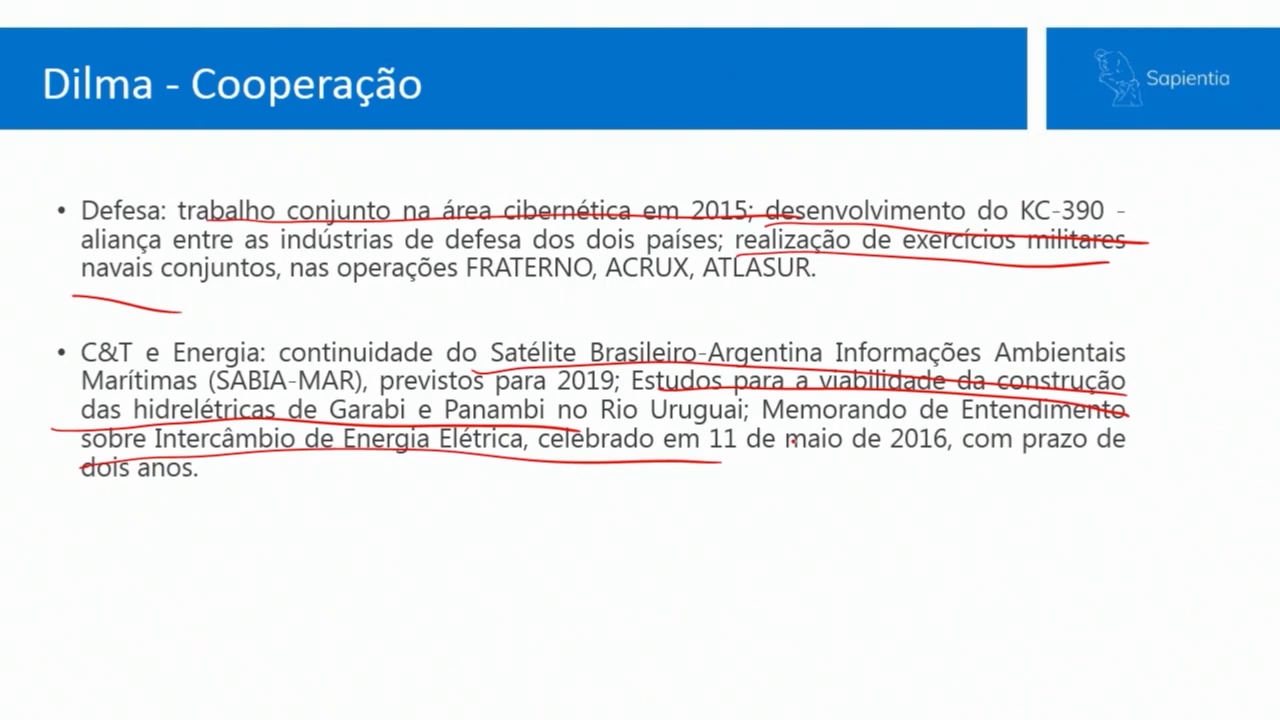 Dilma - Cooperação
Sapientia
• Defesa: trabalho conjunto na área cibernética em 2015; desenvolvimento do KC-390 -
aliança entre as indústrias de defesa dos dois países; realização de exercícios militares
navais conjuntos, nas operações FRATERNO, ACRUX, ATLASUR.
• C&T e Energia: continuidade do Satélite Brasileiro-Argentina Informações Ambientais
Marítimas (SABIA-MAR), previstos para 2019; Estudos para a viabilidade da construção
das hidrelétricas de Garabi e Panambi no Rio Uruguai; Memorando de Entendimento
sobre Intercâmbio de Energia Elétrica, celebrado em 11 de maio de 2016, com prazo de
dois anos.